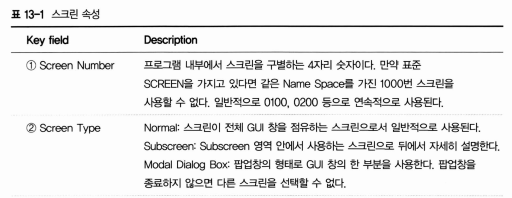 표 13-1 스크린 속성
Key field Description
① Screen Number 프로그램 내부에서 스크린을 구별하는 4자리 숫자이다. 만약 표준
SCREEN을 가지고 있다면 같은 Name Space를 가진 1000번 스크린을
사용할 수 없다. 일반적으로 0100, 0200 등으로 연속적으로 사용된다.
② Screen Type Normal: 스크린이 전체 GUI 창을 점유하는 스크린으로서 일반적으로 사용된다.
Subscreen: Subscreen 영역 안에서 사용하는 스크린으로 뒤에서 자세히 설명한다.
Modal Dialog Box: 팝업창의 형태로 GUI 창의 한 부분을 사용한다. 팝업창을
종료하지 않으면 다른 스크린을 선택할 수 없다.